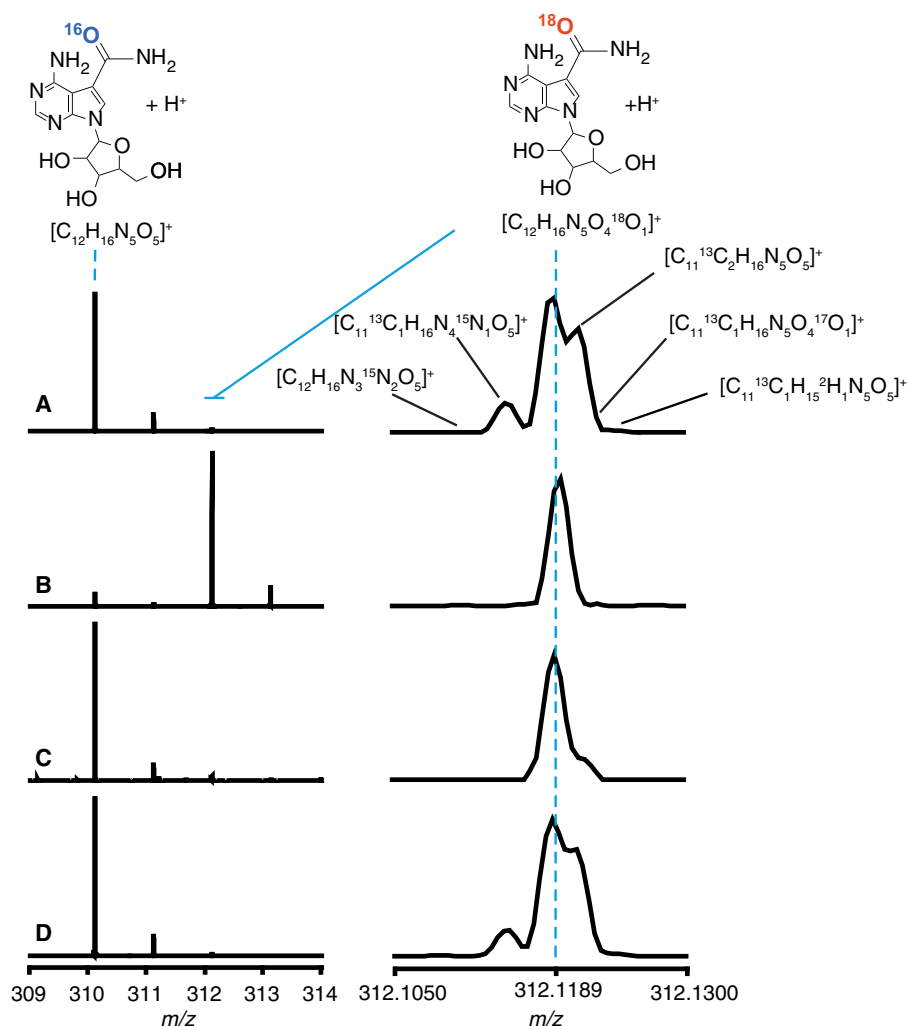 ¹⁶O
NH₂
NH₂
N
N
N
+ H⁺
O
HO
OH
HO
[C₁₂H₁₆N₅O₅]⁺
¹⁸O
NH₂
NH₂
N
N
N
+H⁺
O
HO
OH
HO
[C₁₂H₁₆N₅O₄¹⁸O₁]⁺
[C₁₁¹³C₂H₁₆N₅O₅]⁺
[C₁₁¹³C₁H₁₆N₄¹⁵N₁O₅]⁺
[C₁₁¹³C₁H₁₆N₅O₄¹⁷O₁]⁺
[C₁₂H₁₆N₃¹⁵N₂O₅]⁺
[C₁₁¹³C₁H₁₅²H₁N₅O₅]⁺
A
B
C
D
309 310 311 312 313 314
m/z
312.1050 312.1189 312.1300
m/z